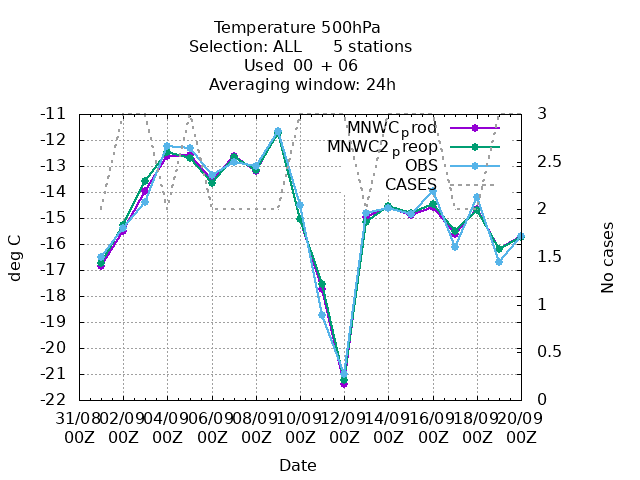 Temperature 500hPa
Selection: ALL 5 stations
Used 00 + 06
Averaging window: 24h
-11
-12
-13
-14
-15
-16
-17
-18
-19
-20
-21
-22
deg C
3
2.5
2
1.5
1
0.5
0
No cases
MNWCprod
MNWC2preop
OBS
CASES
31/08 02/09 04/09 06/09 08/09 10/09 12/09 14/09 16/09 18/09 20/09
00Z 00Z 00Z 00Z 00Z 00Z 00Z 00Z 00Z 00Z 00Z
Date